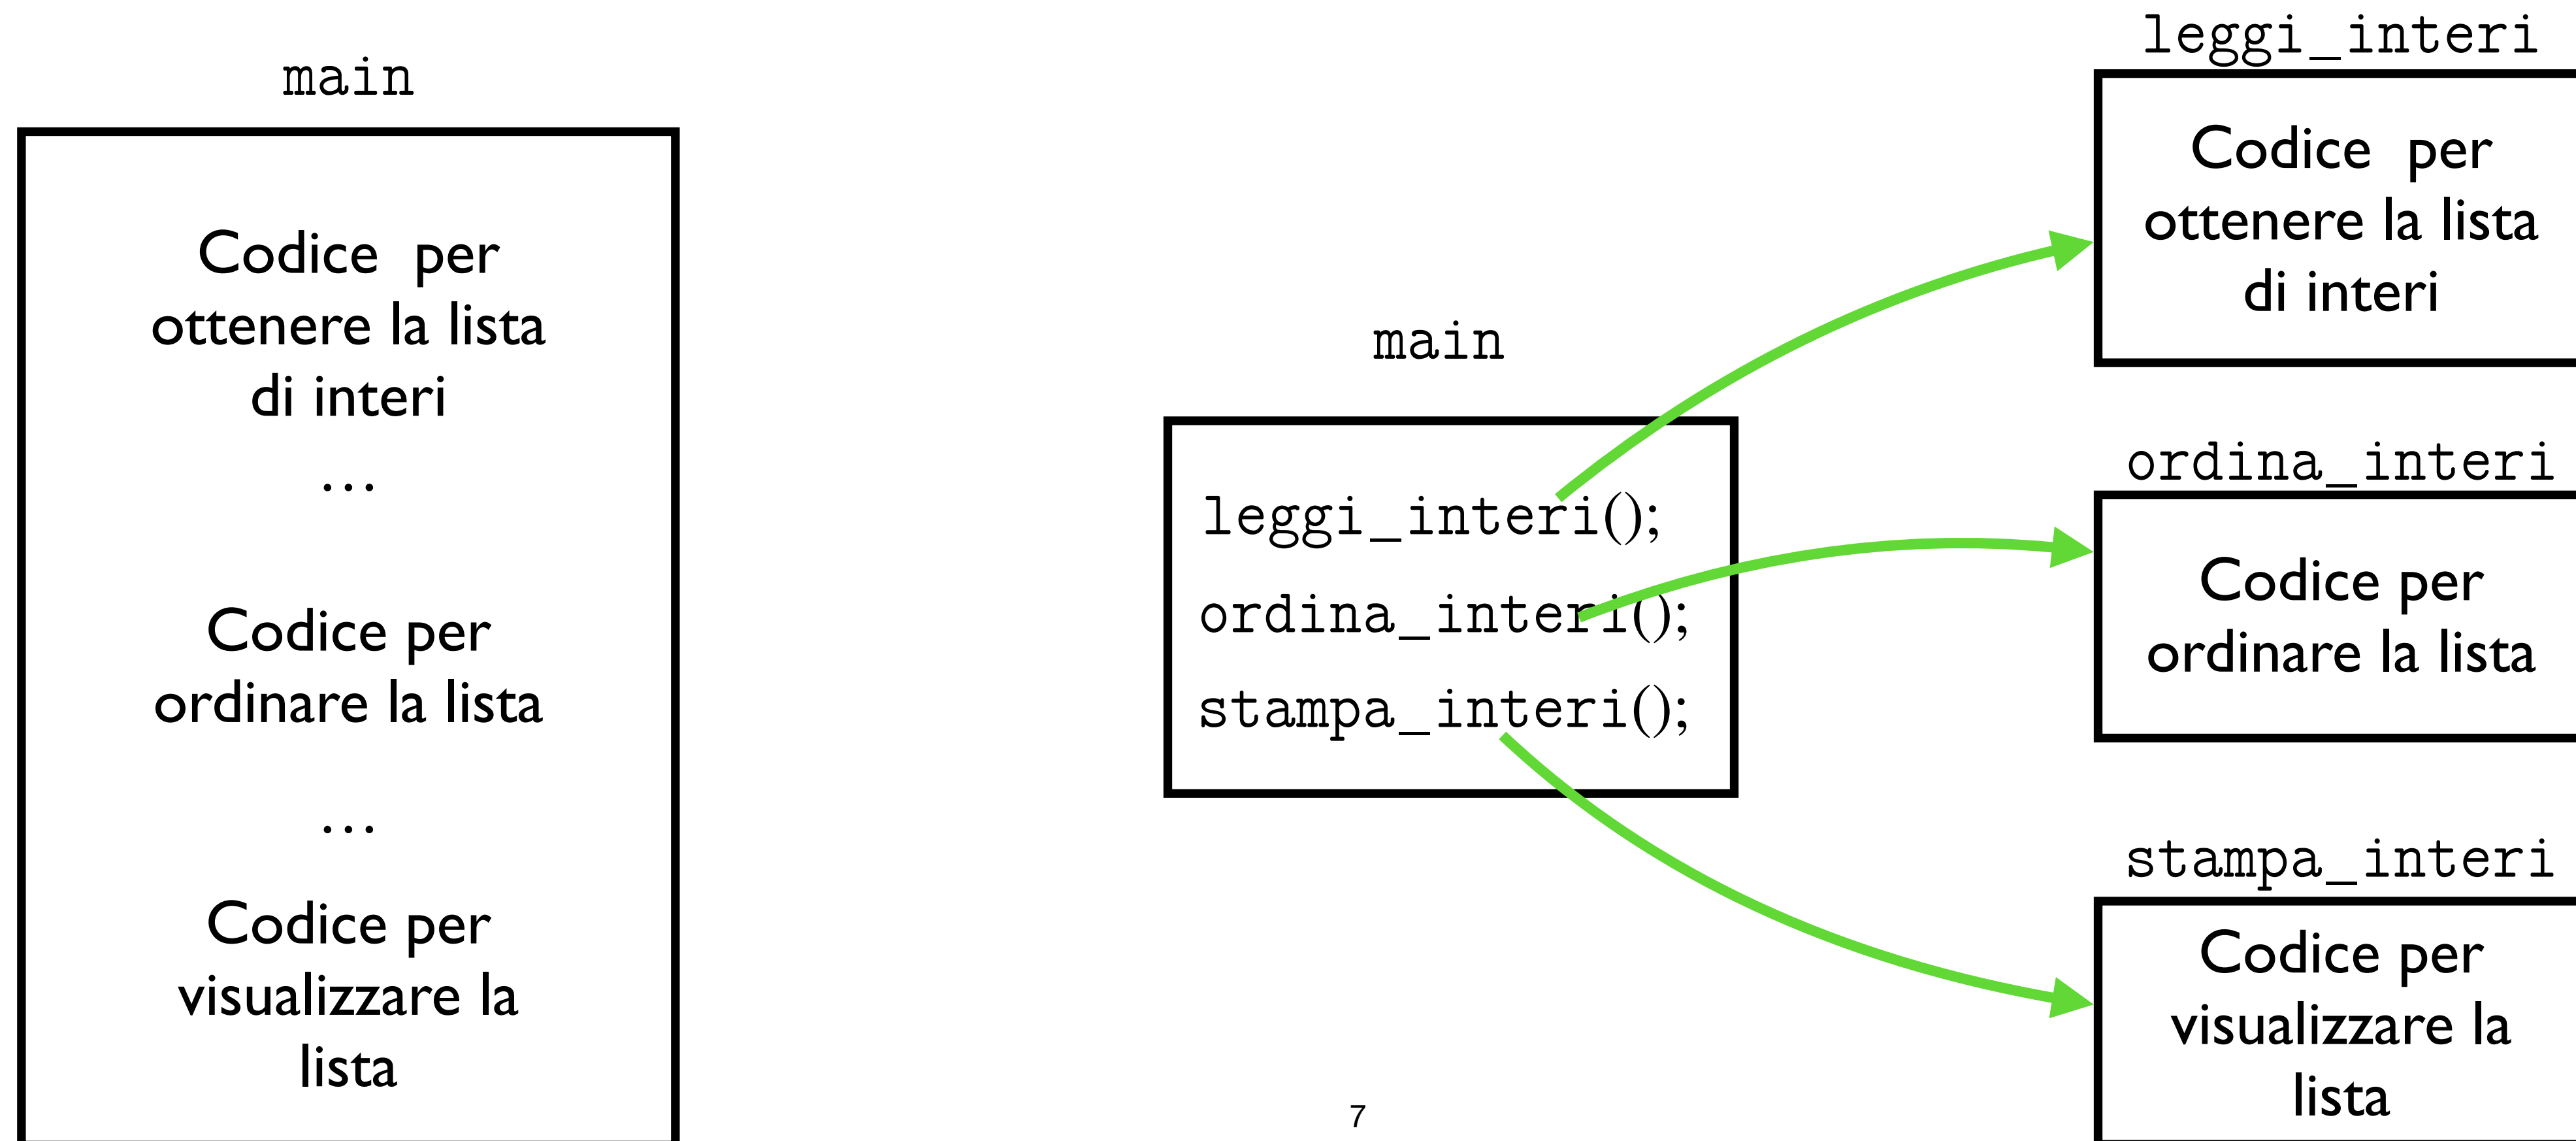 main
Codice per
ottenere la lista
di interi
...
Codice per
ordinare la lista
...
Codice per
visualizzare la
lista
main
leggi_interi();
ordina_interi();
stampa_interi();
leggi_interi
Codice per
ottenere la lista
di interi
ordina_interi
Codice per
ordinare la lista
stampa_interi
Codice per
visualizzare la
lista
7